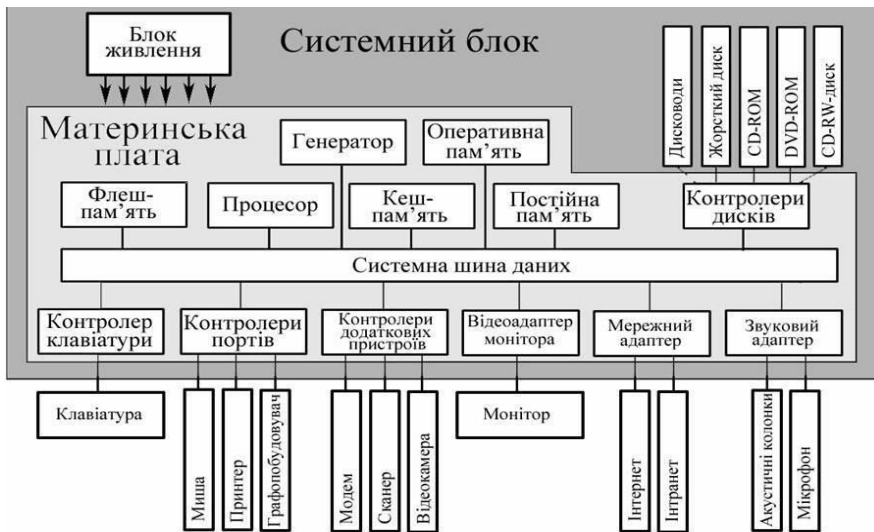 Блок
живлення
Системний блок
Дисководи
Жорсткий диск
CD-ROM
DVD-ROM
CD-RW-диск
Материнська
плата
Генератор
Оперативна
пам’ять
Флеш-
пам’ять
Процесор
Кеш-
пам’ять
Постійна
пам’ять
Контролери
дисків
Системна шина даних
Контролер
клавіатури
Контролери
портів
Контролери
додаткових
пристроїв
Відеоадаптер
монітора
Мережний
адаптер
Звуковий
адаптер
Клавіатура
Миша
Принтер
Графопобудовувач
Модем
Сканер
Відеокамера
Монітор
Інтернет
Інтранет
Акустичні колонки
Мікрофон